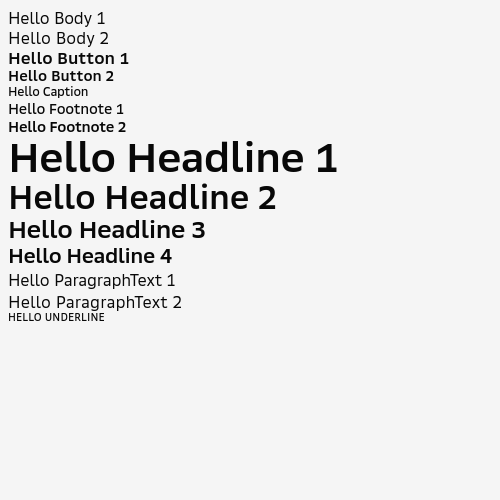 Hello Body 1
Hello Body 2
Hello Button 1
Hello Button 2
Hello Caption
Hello Footnote 1
Hello Footnote 2
Hello Headline 1
Hello Headline 2
Hello Headline 3
Hello Headline 4
Hello ParagraphText 1
Hello ParagraphText 2
HELLO UNDERLINE